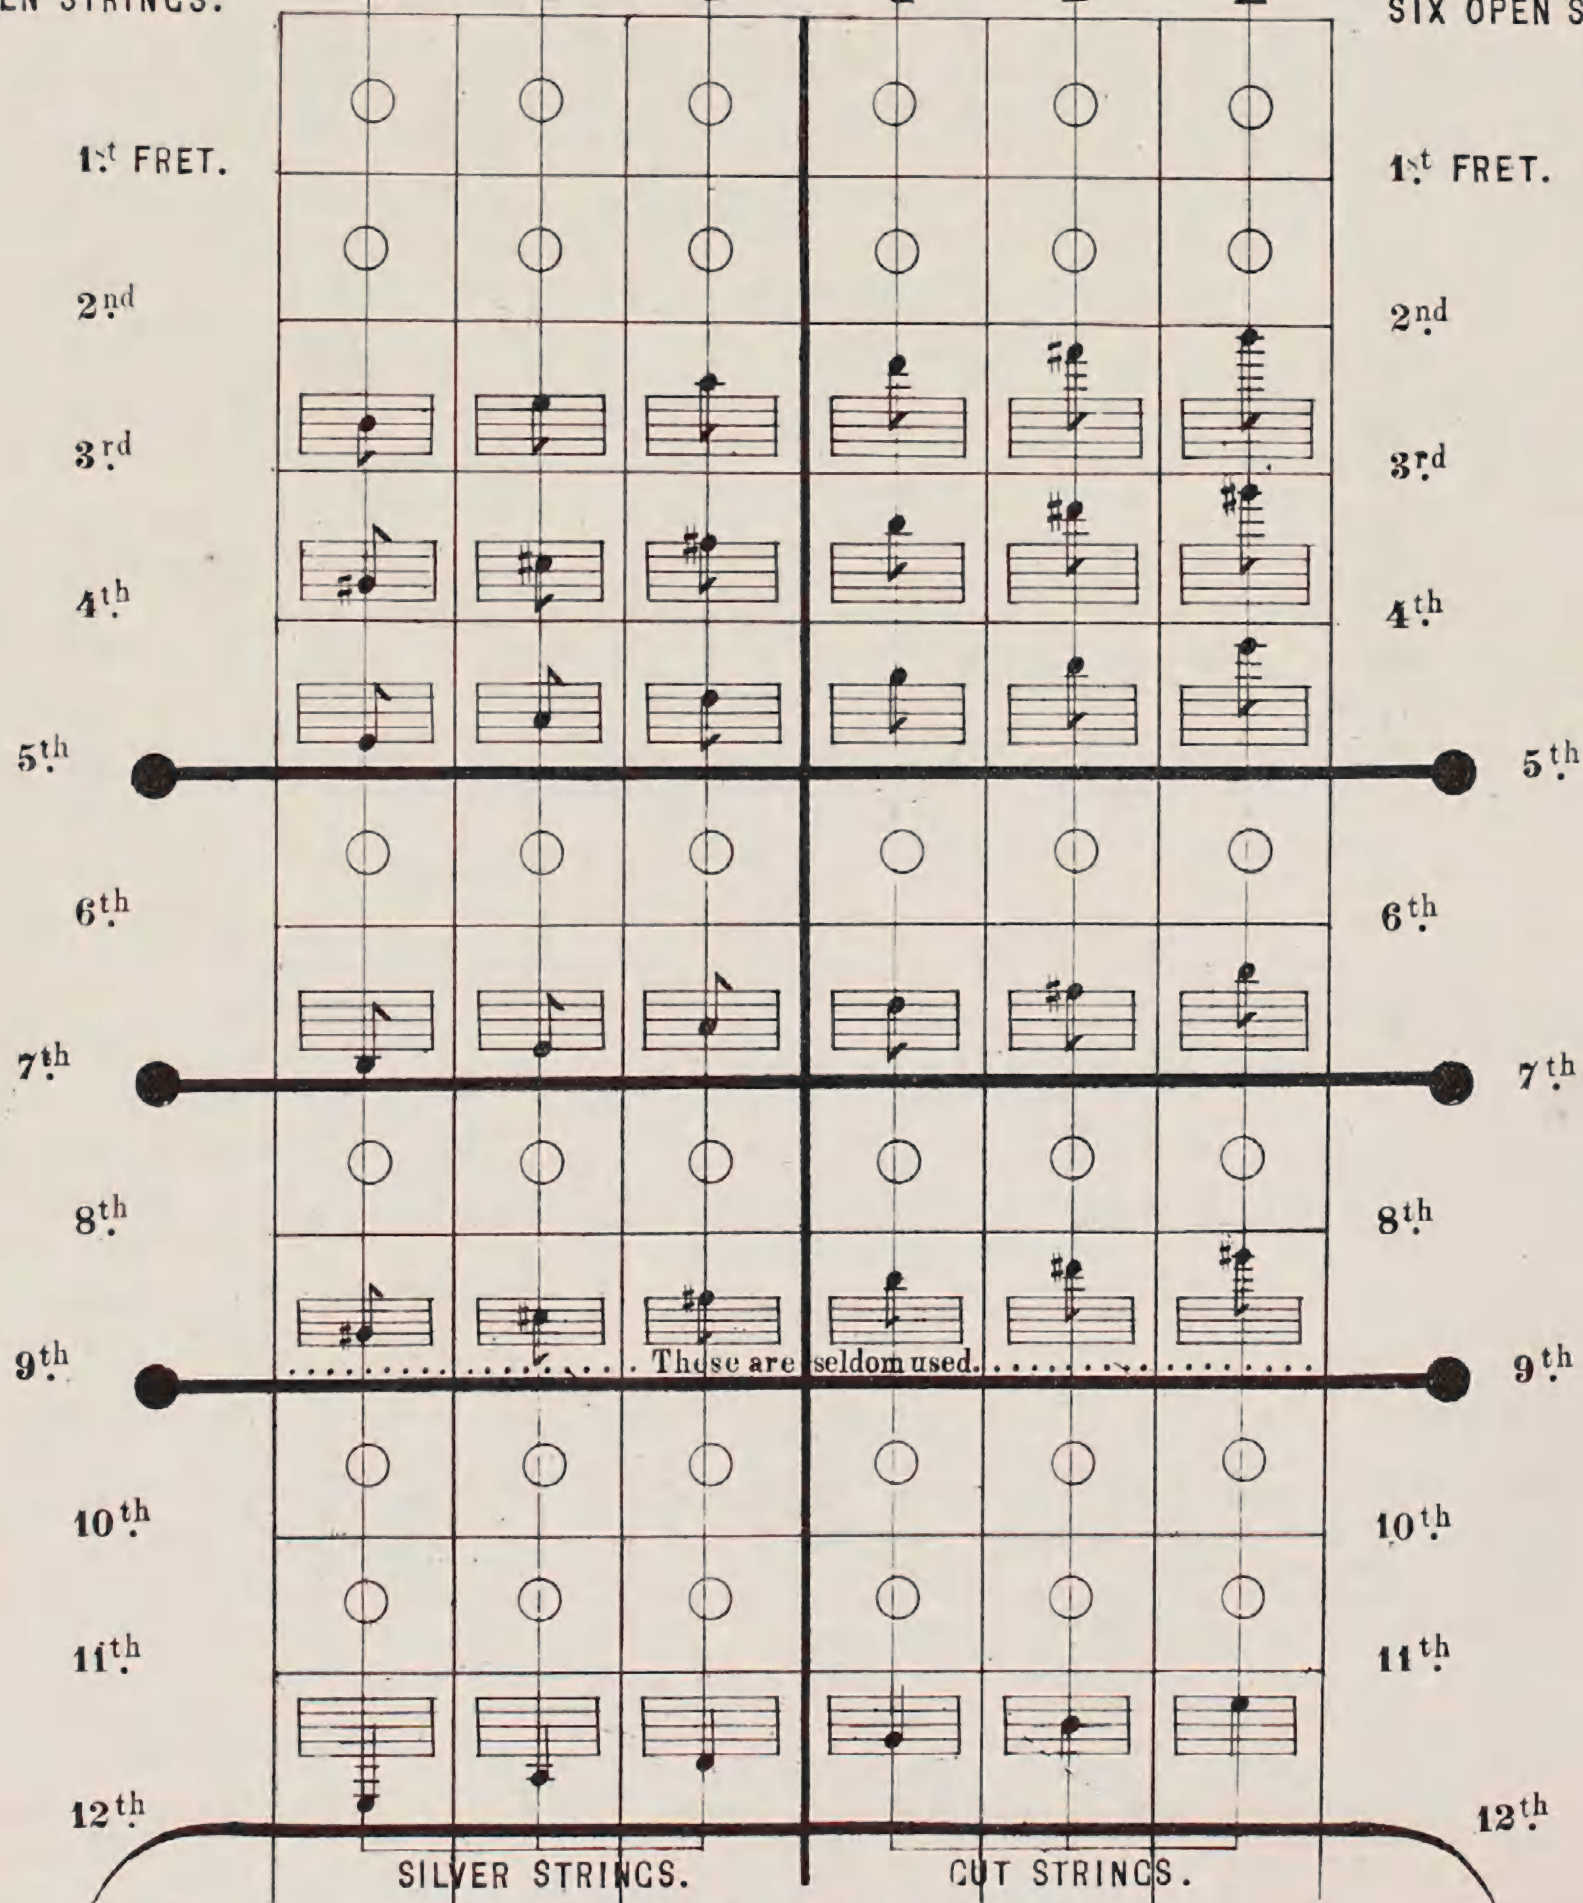 EN STRINGS. SIX OPEN S
1st FRET. 1st FRET.
2nd 2nd
3rd 3rd
4th 4th
5th 5th
6th 6th
7th 7th
8th 8th
9th These are seldom used. 9th
10th 10th
11th 11th
12th 12th
SILVER STRINGS. GUT STRINGS.